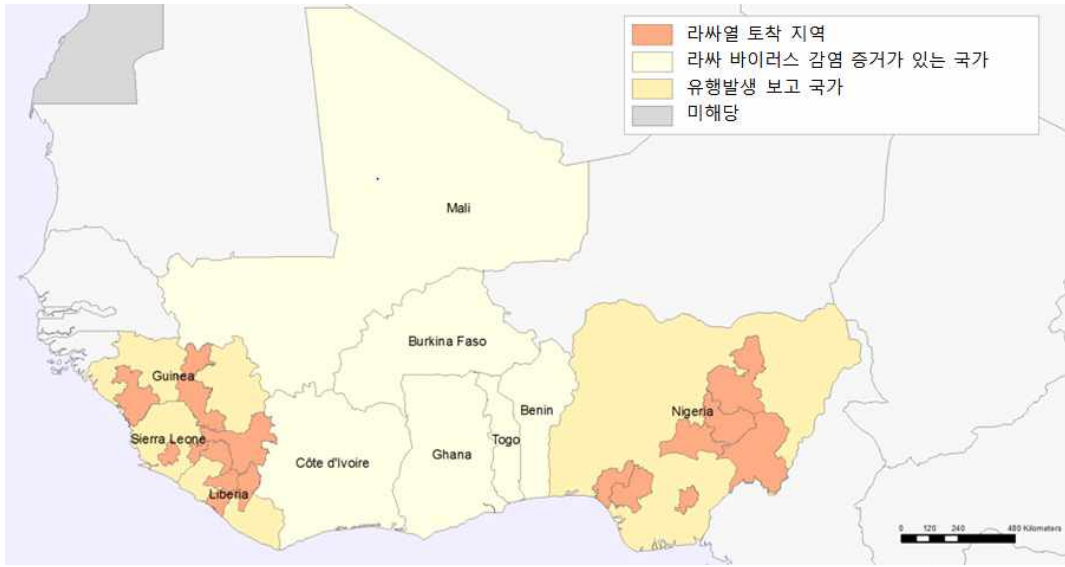 라싸열 토착 지역
라싸 바이러스 감염 증거가 있는 국가
유행발생 보고 국가
미해당
Mali
Burkina Faso
Guinea
Benin
Nigeria
Sierra Leone
Togo
Ghana
Côte d'Ivoire
Liberia
0 120 240 480 Kilometers